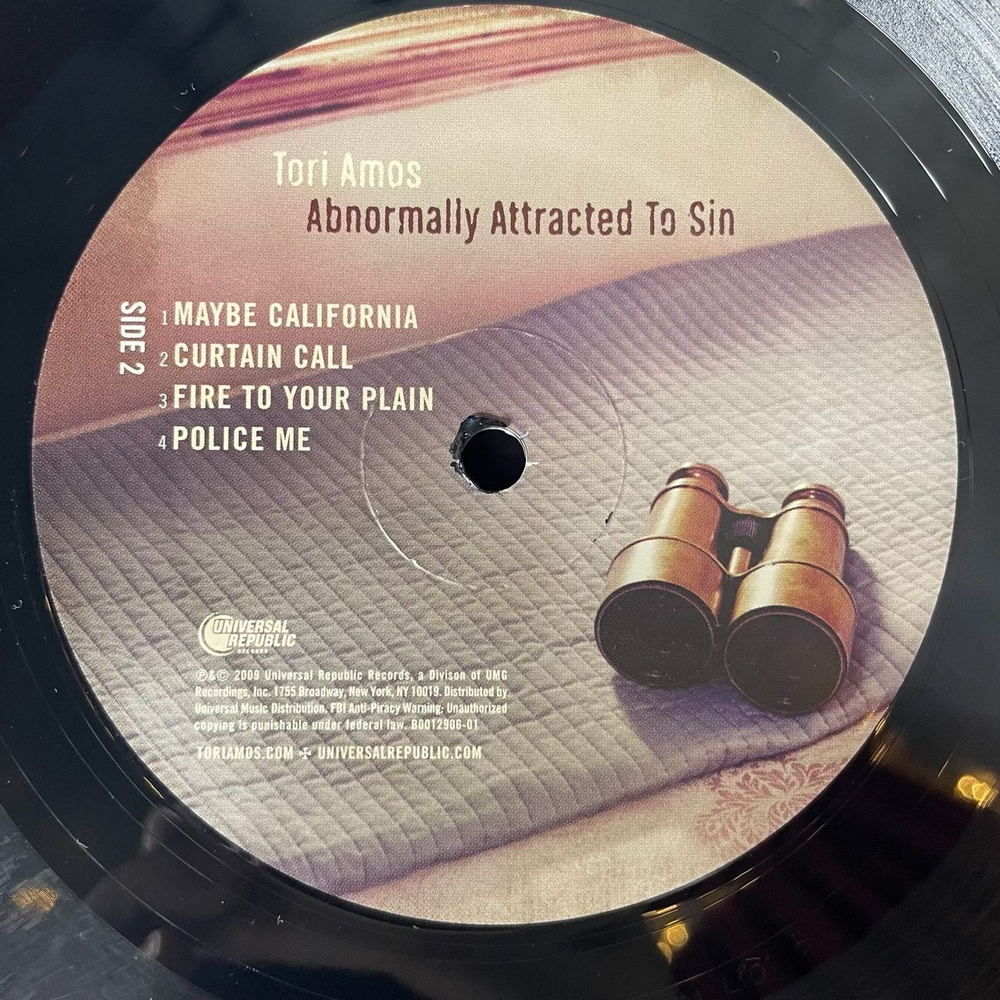 Tori Amos
Abnormally Attracted To Sin
SIDE 2
1 MAYBE CALIFORNIA
2 CURTAIN CALL
3 FIRE TO YOUR PLAIN
4 POLICE ME
UNIVERSAL
REPUBLIC
RECORDS
℗&© 2009 Universal Republic Records, a Divison of UMG
Recordings, Inc. 1755 Broadway, New York, NY 10019. Distributed by
Universal Music Distribution. FBI Anti-Piracy Warning: Unauthorized
copying is punishable under federal law. B0012906-01
TORIAMOS.COM ✢ UNIVERSALREPUBLIC.COM